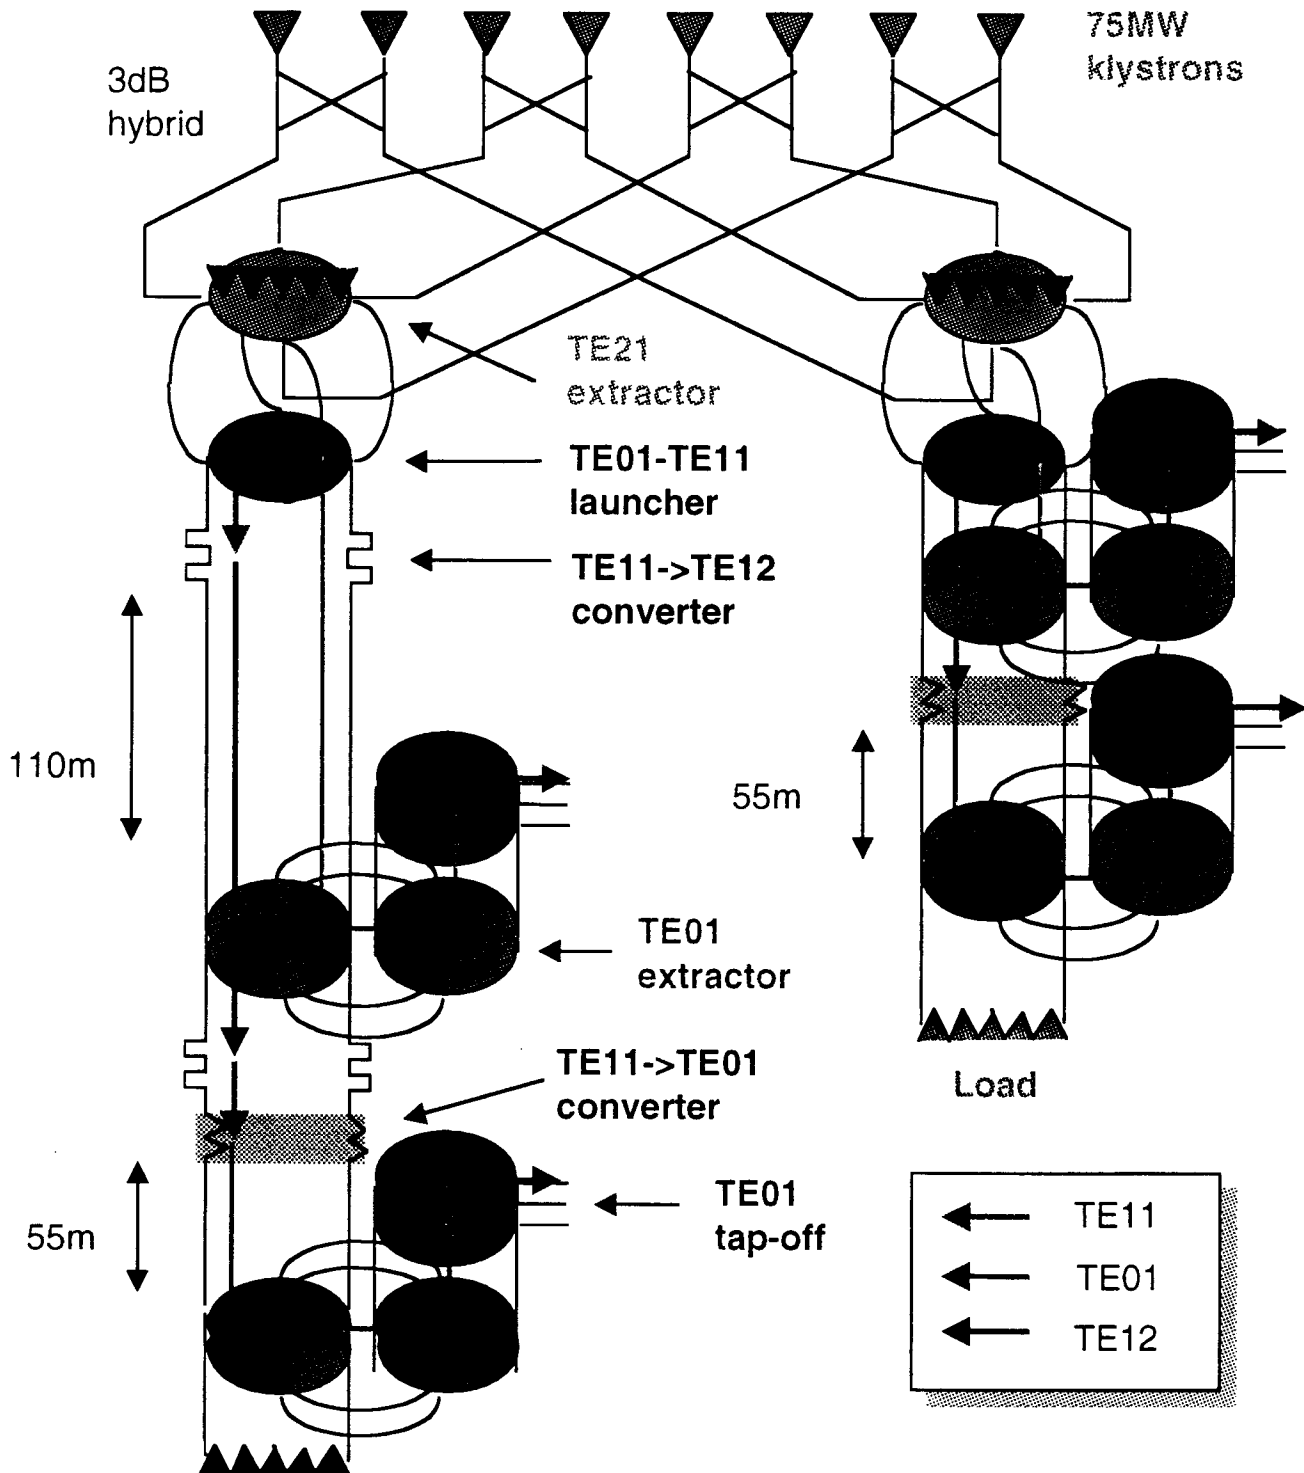 75MW
klystrons
3dB
hybrid
TE21
extractor
TE01-TE11
launcher
TE11->TE12
converter
110m
55m
TE01
extractor
TE11->TE01
converter
Load
55m
TE01
tap-off
TE11
TE01
TE12